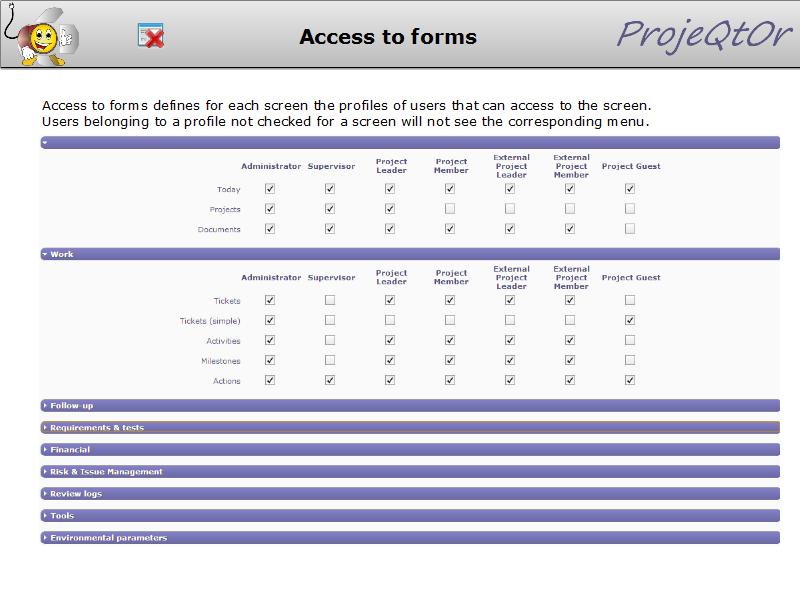 Access to forms
ProjeQtOr
Access to forms defines for each screen the profiles of users that can access to the screen.
Users belonging to a profile not checked for a screen will not see the corresponding menu.
Administrator Supervisor Project Leader Project Member External Project Leader External Project Member Project Guest
Today
Projects
Documents
Work
Administrator Supervisor Project Leader Project Member External Project Leader External Project Member Project Guest
Tickets
Tickets (simple)
Activities
Milestones
Actions
Follow-up
Requirements & tests
Financial
Risk & Issue Management
Review logs
Tools
Environmental parameters